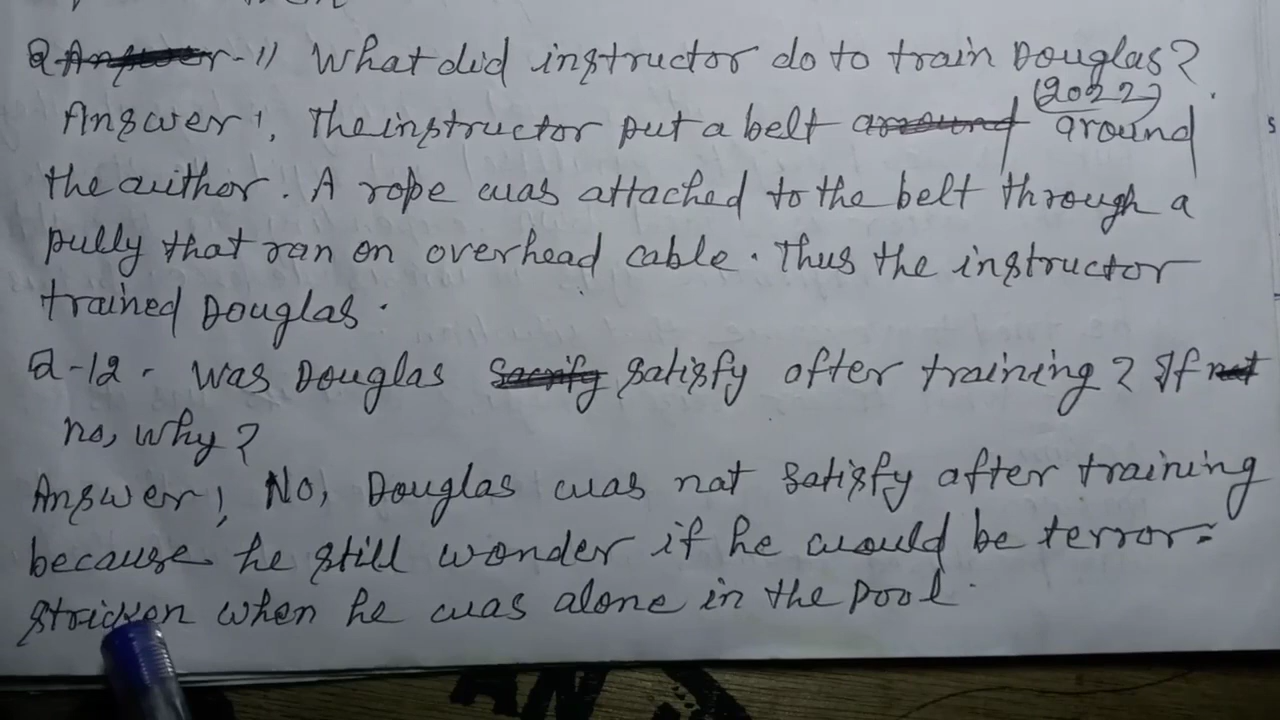 Q-11 What did instructor do to train Douglas?
(2022)
Answer!, The instructor put a belt around
the author. A rope was attached to the belt through a
pully that ran on overhead cable. Thus the instructor
trained Douglas.
Q-12. Was Douglas satisfy after training? If
no, why?
Answer!, No, Douglas was not satisfy after training
because he still wonder if he would be terror-
stricken when he was alone in the pool.